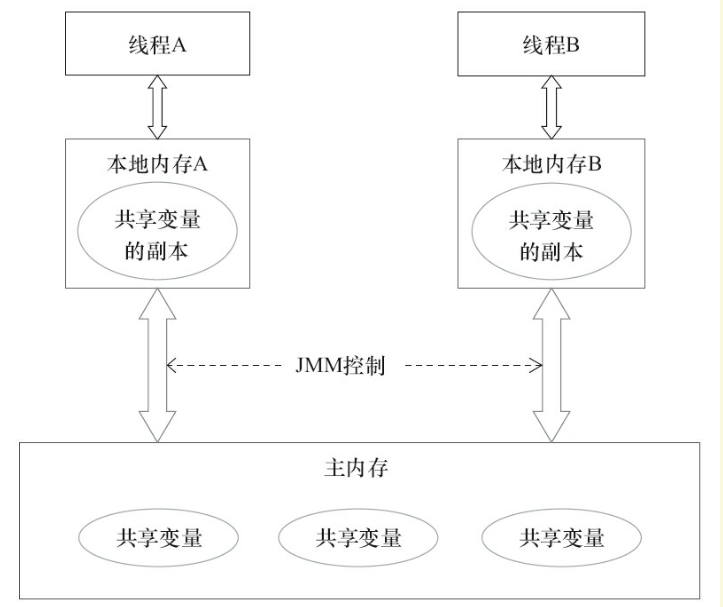 线程A
线程B
本地内存A
本地内存B
共享变量
的副本
共享变量
的副本
JMM控制
主内存
共享变量
共享变量
共享变量